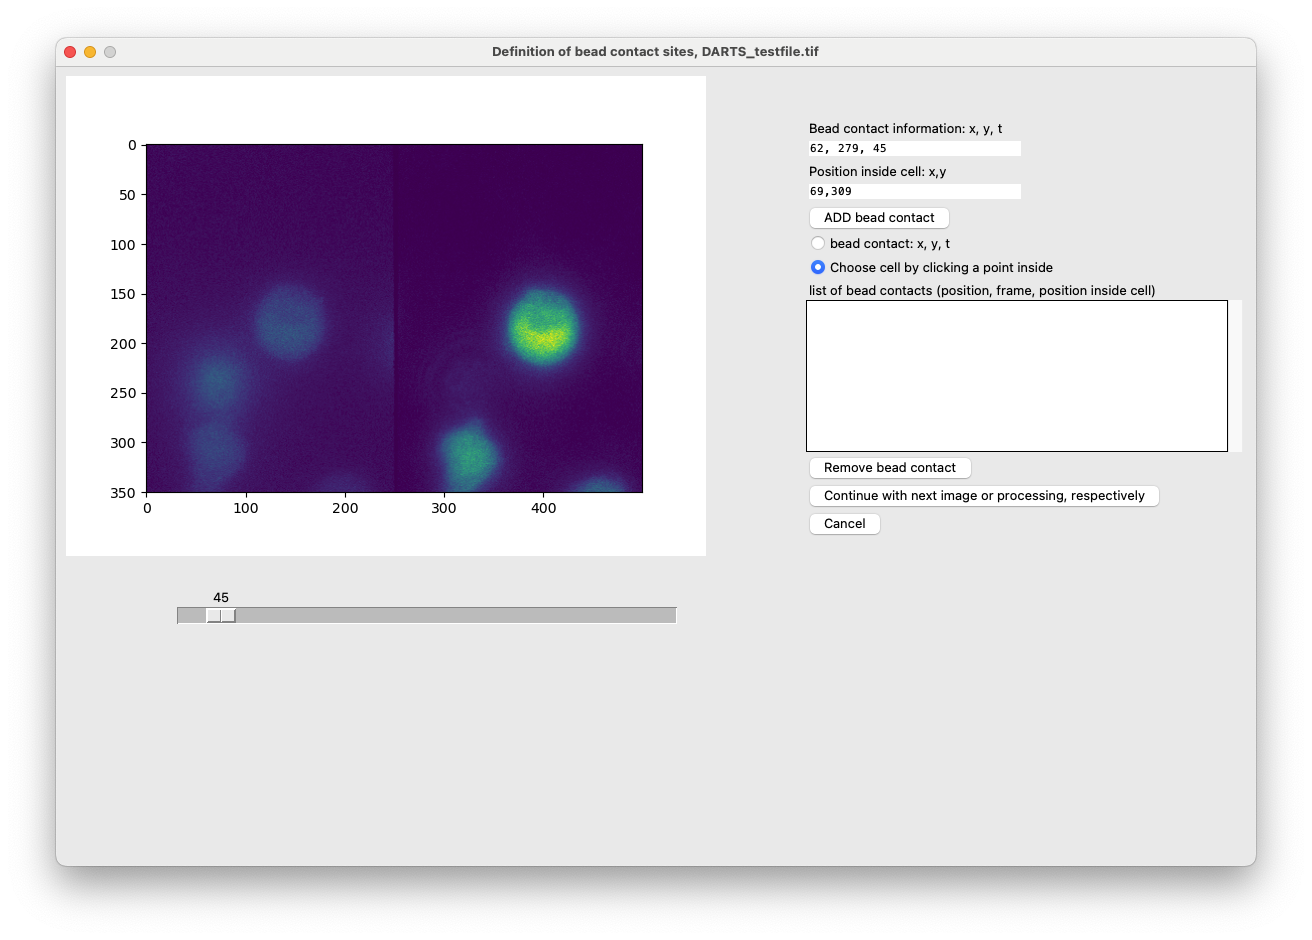 Definition of bead contact sites, DARTS_testfile.tif
0
50
100
150
200
250
300
350
0 100 200 300 400
45
Bead contact information: x, y, t
62, 279, 45
Position inside cell: x,y
69,309
ADD bead contact
bead contact: x, y, t
Choose cell by clicking a point inside
list of bead contacts (position, frame, position inside cell)
Remove bead contact
Continue with next image or processing, respectively
Cancel